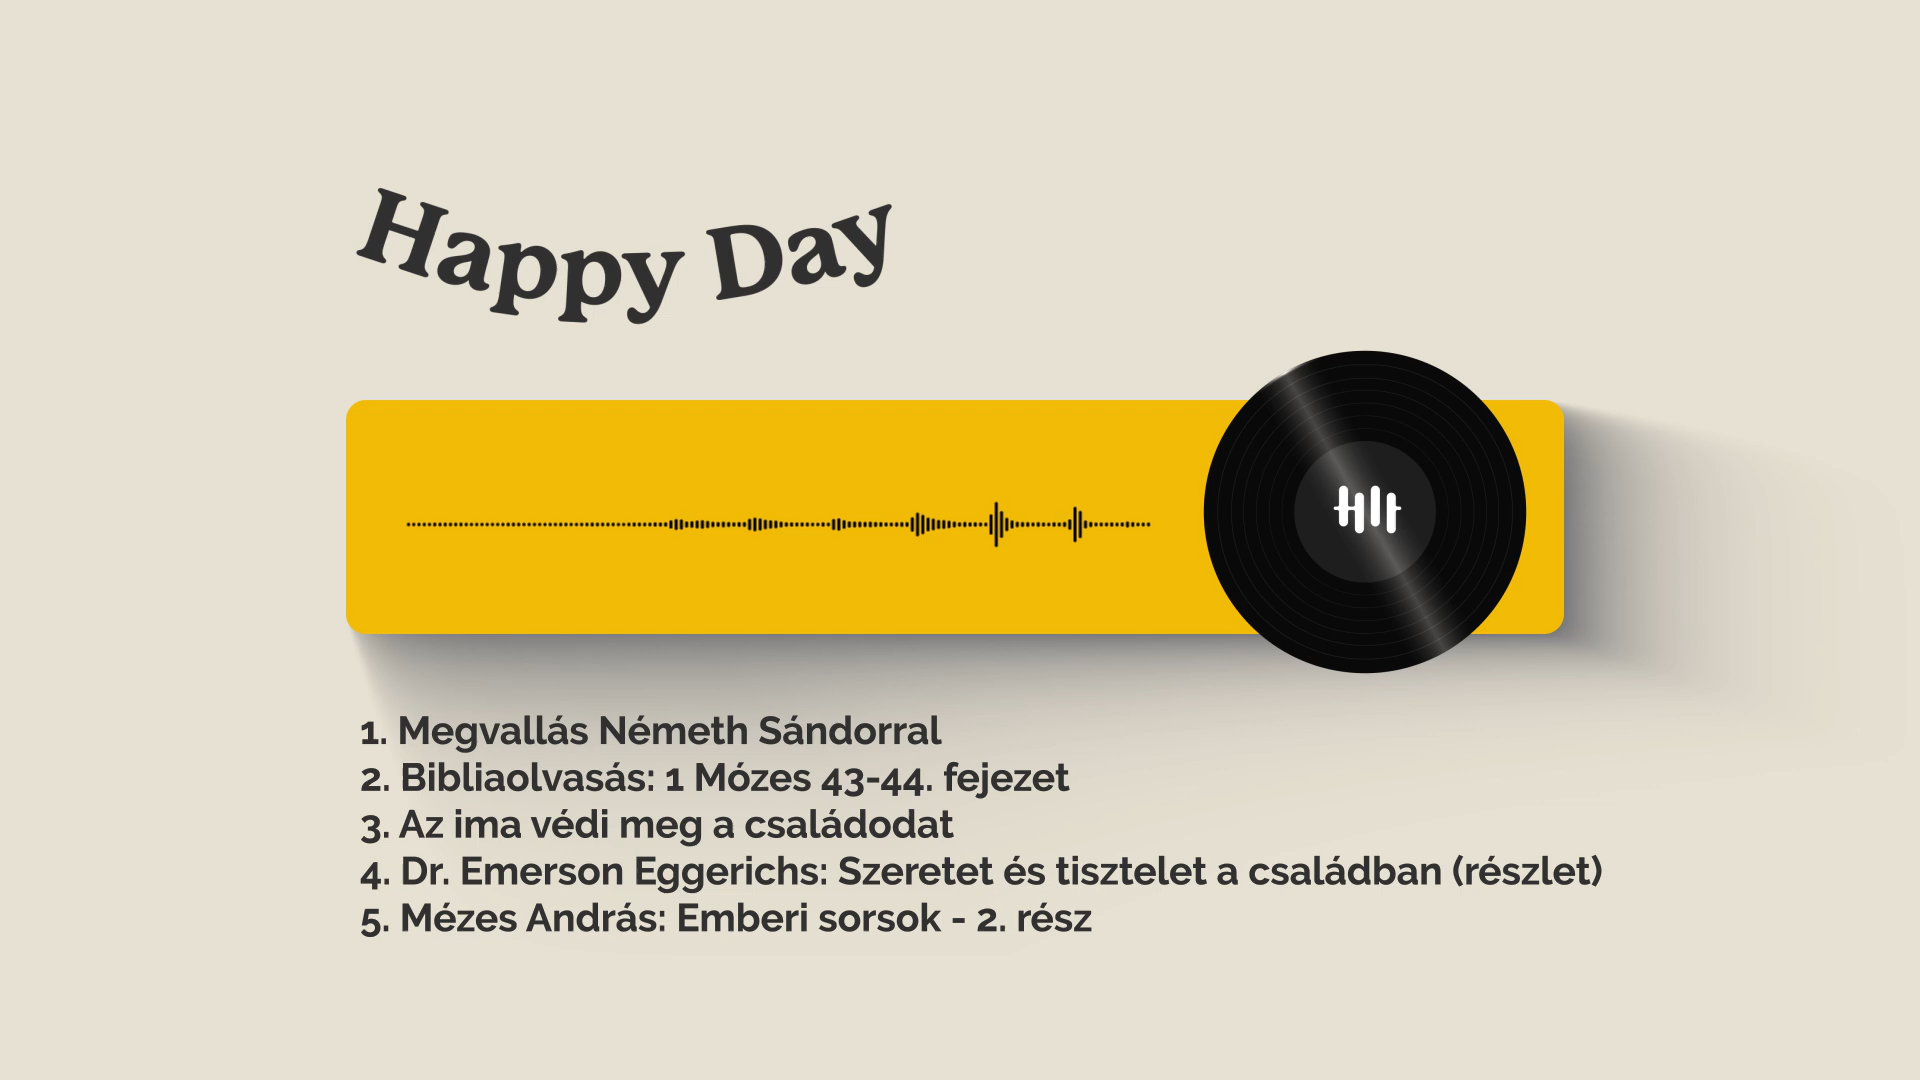 Happy Day
1. Megvallás Németh Sándorral
2. Bibliaolvasás: 1 Mózes 43-44. fejezet
3. Az ima védi meg a családodat
4. Dr. Emerson Eggerichs: Szeretet és tisztelet a családban (részlet)
5. Mézes András: Emberi sorsok - 2. rész